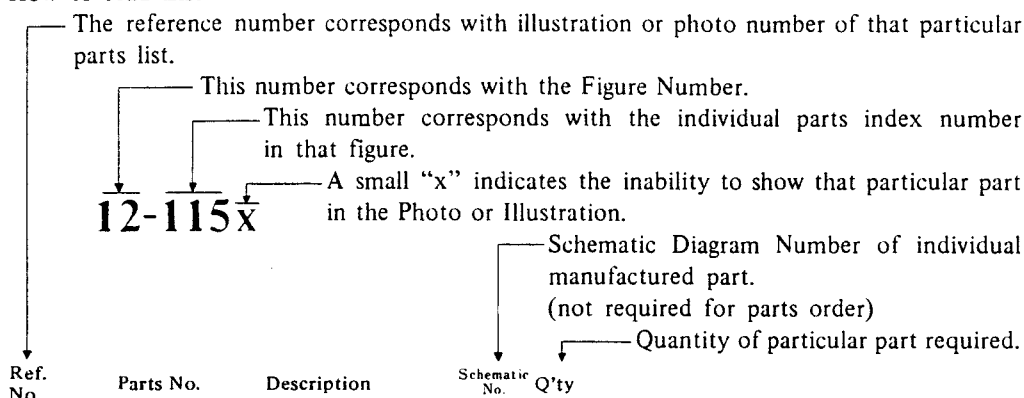 The reference number corresponds with illustration or photo number of that particular
parts list.
This number corresponds with the Figure Number.
This number corresponds with the individual parts index number
in that figure.
A small “x” indicates the inability to show that particular part
in the Photo or Illustration.
12-115x
Schematic Diagram Number of individual
manufactured part.
(not required for parts order)
Quantity of particular part required.
Ref.
No.
Parts No.
Description
Schematic
No.
Q'ty